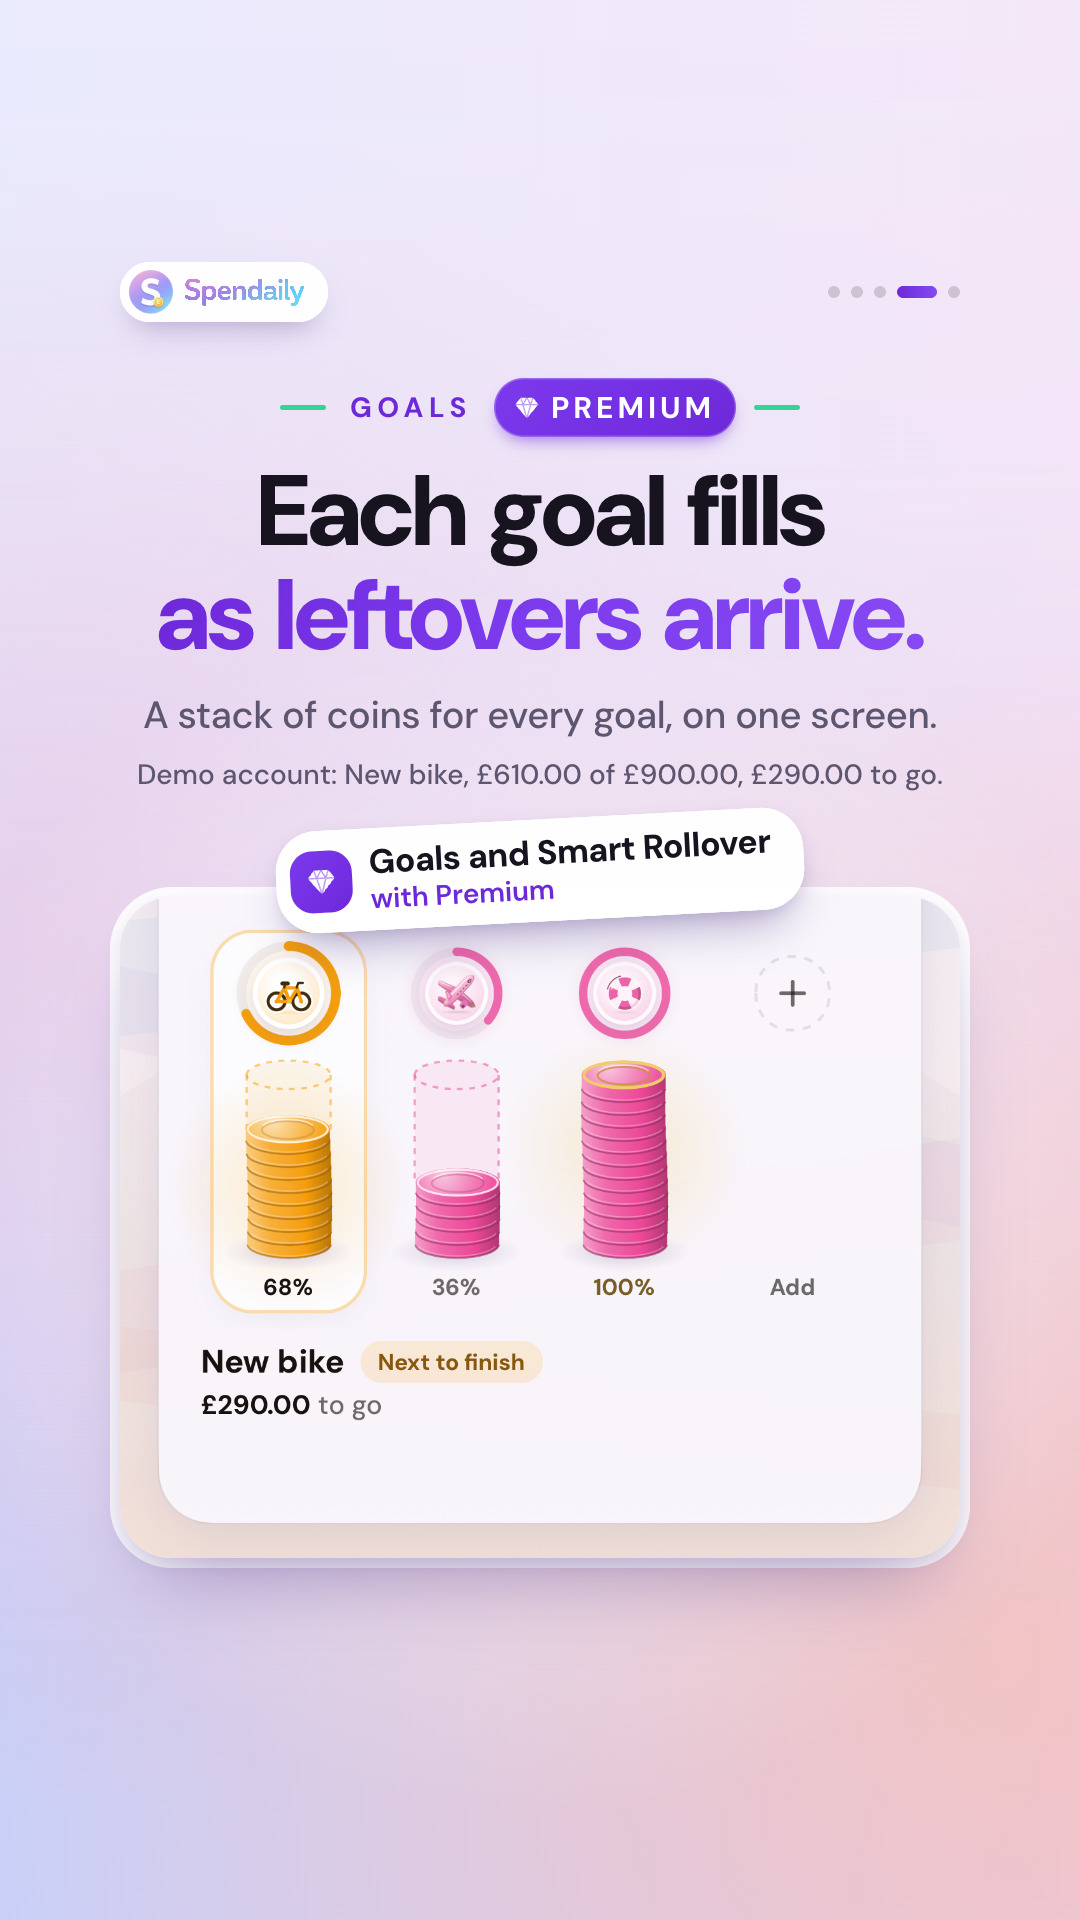 Spendaily
GOALS
PREMIUM
Each goal fills
as leftovers arrive.
A stack of coins for every goal, on one screen.
Demo account: New bike, £610.00 of £900.00, £290.00 to go.
Goals and Smart Rollover
with Premium
68%
36%
100%
Add
New bike
Next to finish
£290.00 to go